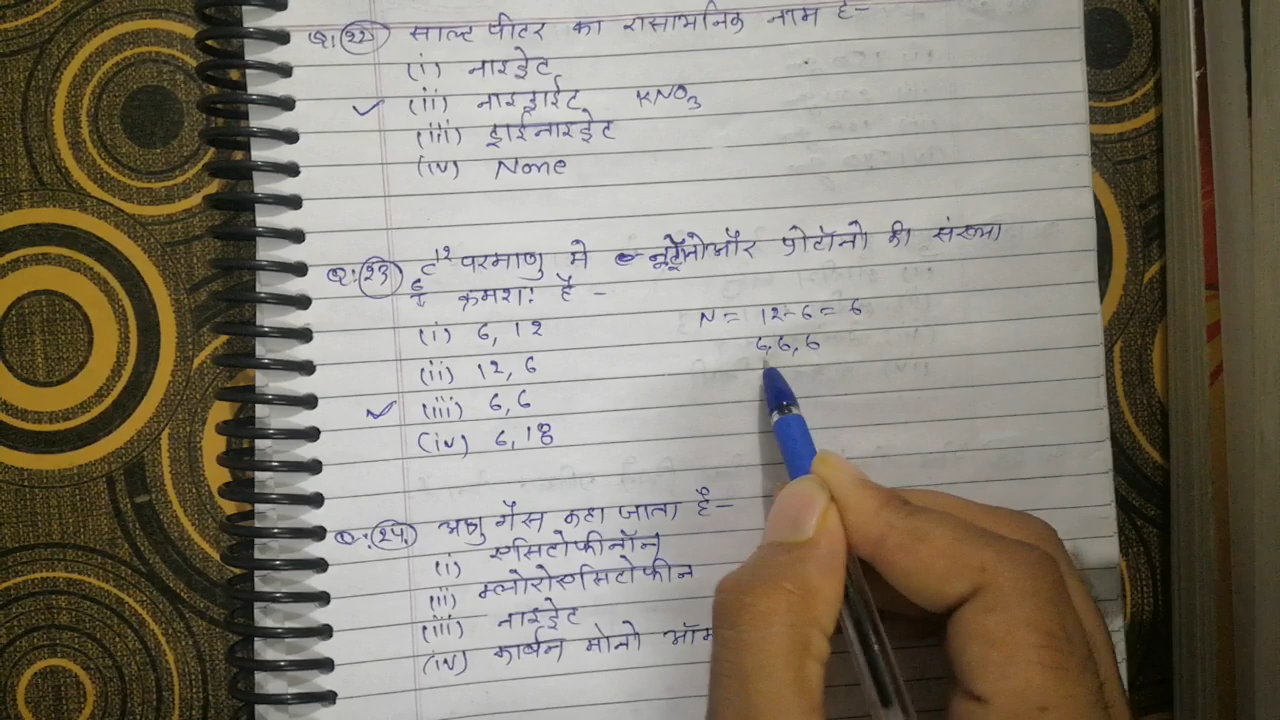 Q.(22) साल्ट पीटर का रासायनिक नाम है-
(i) नाइट्रेट
✓ (ii) नाइट्राईट KNO3
(iii) ड्राईनाइट्रेट
(iv) None
Q.(23) 6C12 परमाणु मे e- न्यूट्रॉनो और प्रोटॉनो की संख्या
क्रमशः है -
(i) 6, 12 N = 12-6 = 6
6, 6, 6
(ii) 12, 6
✓ (iii) 6, 6
(iv) 6, 18
Q.(24) अश्रु गैस कहा जाता है-
(i) एसिटोफीनॉन
(ii) क्लोरोएसिटोफीन
(iii) नाइट्रेट
(iv) कार्बन मोनो